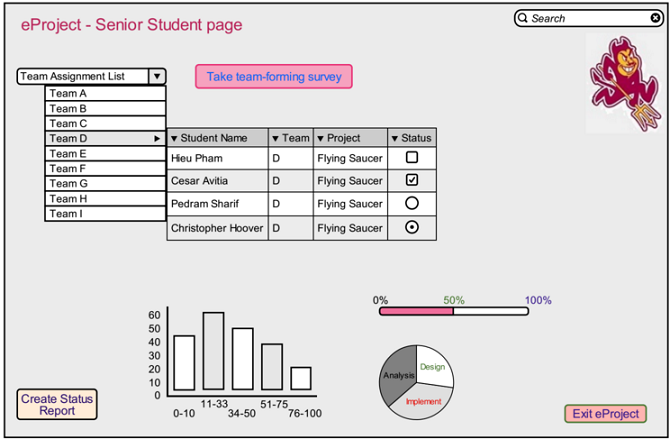 eProject - Senior Student page
Search
Team Assignment List
Take team-forming survey
Team A
Team B
Team C
Team D
Team E
Team F
Team G
Team H
Team I
Student Name Team Project Status
Hieu Pham D Flying Saucer
Cesar Avitia D Flying Saucer
Pedram Sharif D Flying Saucer
Christopher Hoover D Flying Saucer
0% 50% 100%
60
50
40
30
20
10
0
11-33 51-75
0-10 34-50 76-100
Design
Analysis
Implement
Create Status
Report
Exit eProject